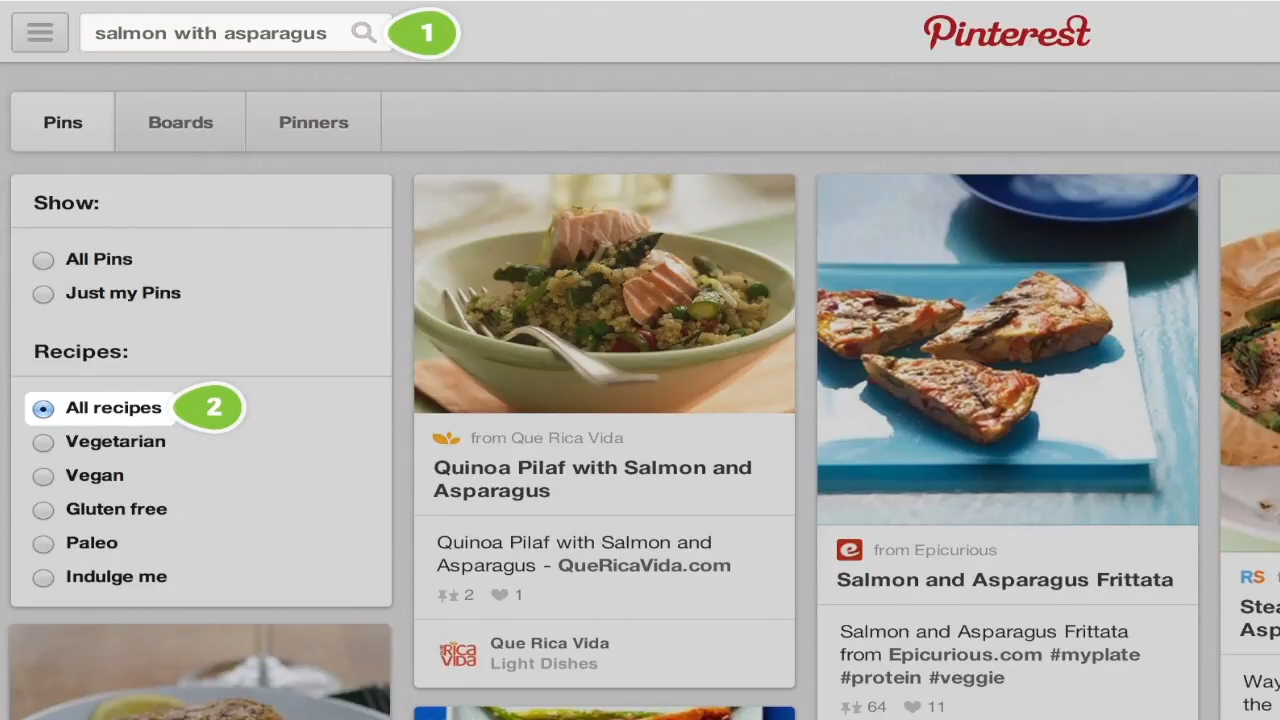 salmon with asparagus
1
Pinterest
Pins
Boards
Pinners
Show:
All Pins
Just my Pins
Recipes:
All recipes
2
Vegetarian
Vegan
Gluten free
Paleo
Indulge me
from Que Rica Vida
Quinoa Pilaf with Salmon and
Asparagus
Quinoa Pilaf with Salmon and
Asparagus - QueRicaVida.com
2
1
RICA
VIDA
Que Rica Vida
Light Dishes
e
from Epicurious
Salmon and Asparagus Frittata
Salmon and Asparagus Frittata
from Epicurious.com #myplate
#protein #veggie
64
11
RS
Stea
Asp
Way
the